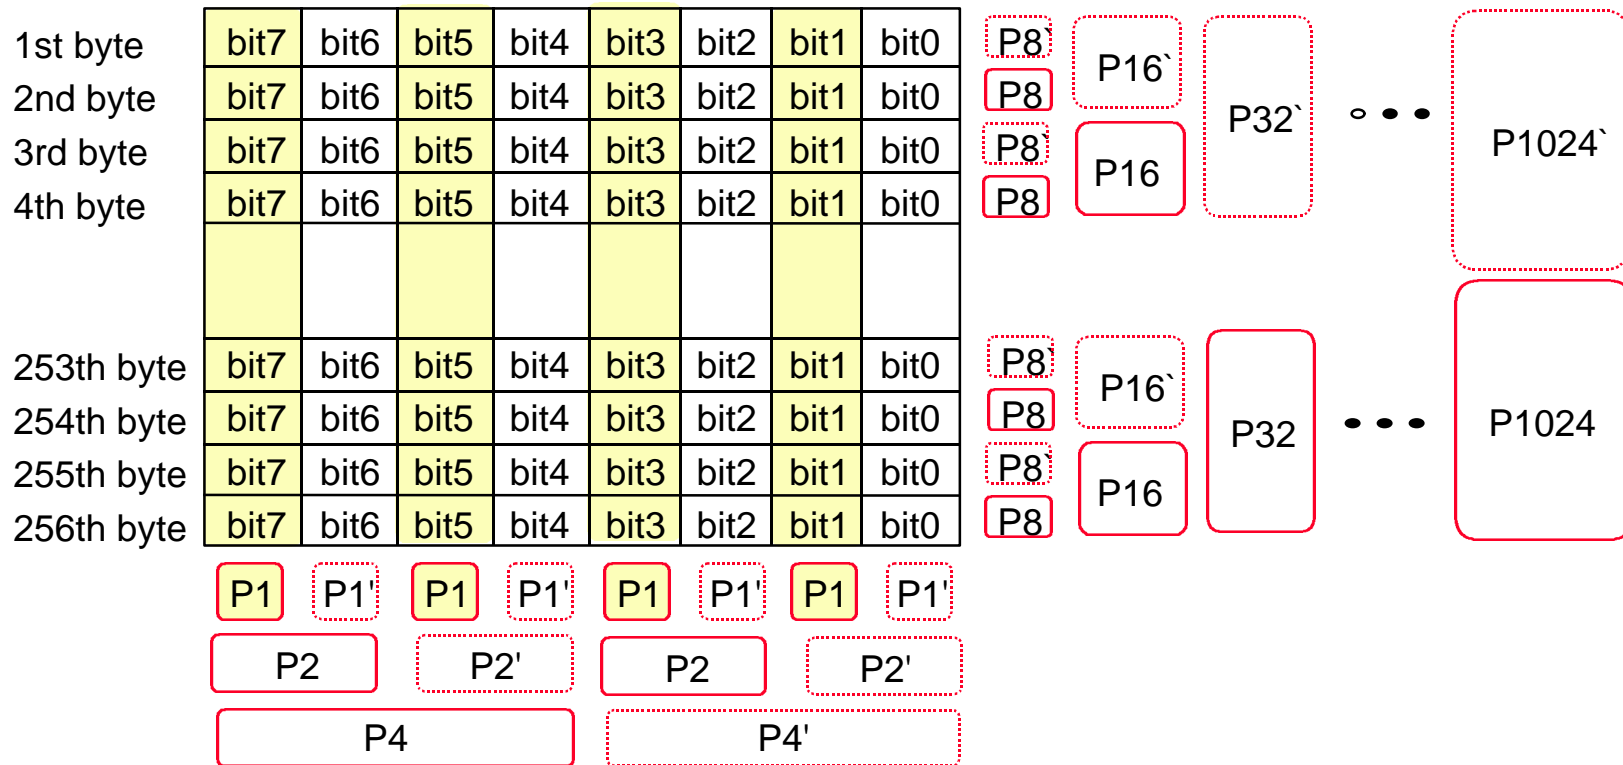 1st byte bit7 bit6 bit5 bit4 bit3 bit2 bit1 bit0 P8` P16` P32` P1024`
2nd byte bit7 bit6 bit5 bit4 bit3 bit2 bit1 bit0 P8
3rd byte bit7 bit6 bit5 bit4 bit3 bit2 bit1 bit0 P8` P16
4th byte bit7 bit6 bit5 bit4 bit3 bit2 bit1 bit0 P8
253th byte bit7 bit6 bit5 bit4 bit3 bit2 bit1 bit0 P8` P16` P32 P1024
254th byte bit7 bit6 bit5 bit4 bit3 bit2 bit1 bit0 P8
255th byte bit7 bit6 bit5 bit4 bit3 bit2 bit1 bit0 P8` P16
256th byte bit7 bit6 bit5 bit4 bit3 bit2 bit1 bit0 P8
P1 P1' P1 P1' P1 P1' P1 P1'
P2 P2' P2 P2'
P4 P4'